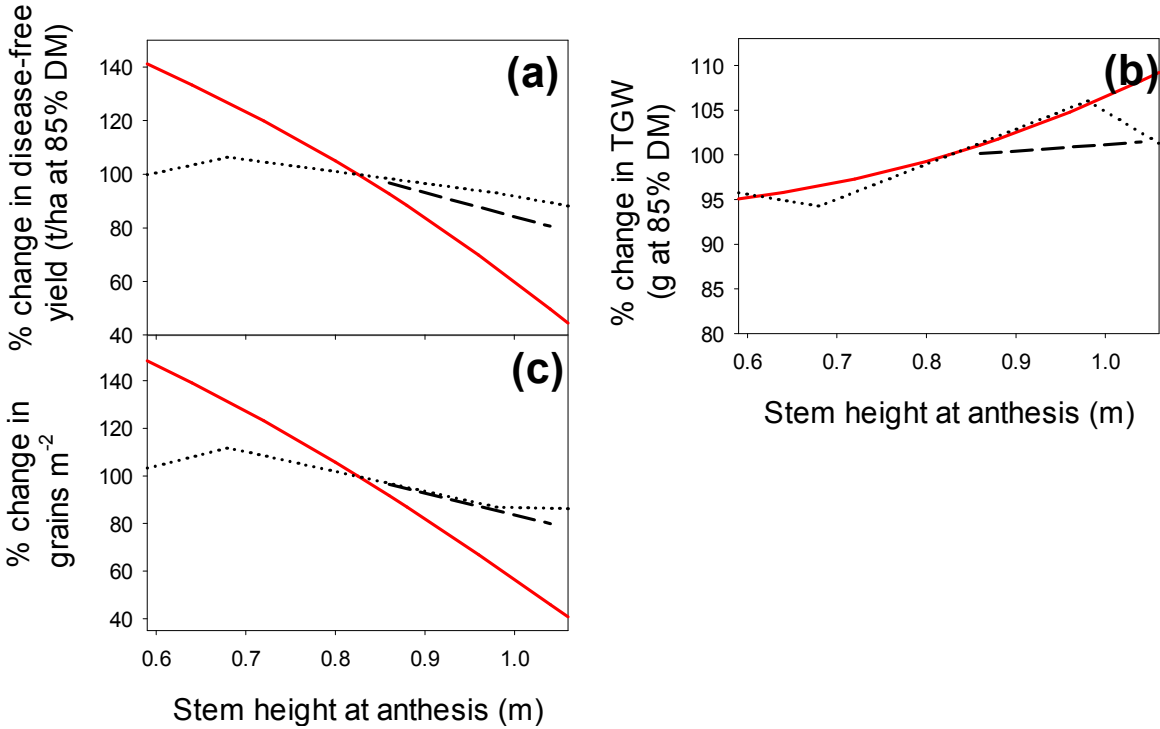 % change in disease-free
yield (t/ha at 85% DM)
140
120
100
80
60
40
(a)
% change in TGW
(g at 85% DM)
110
105
100
95
90
85
80
(b)
0.6 0.7 0.8 0.9 1.0
Stem height at anthesis (m)
% change in
grains m-2
140
120
100
80
60
40
(c)
0.6 0.7 0.8 0.9 1.0
Stem height at anthesis (m)